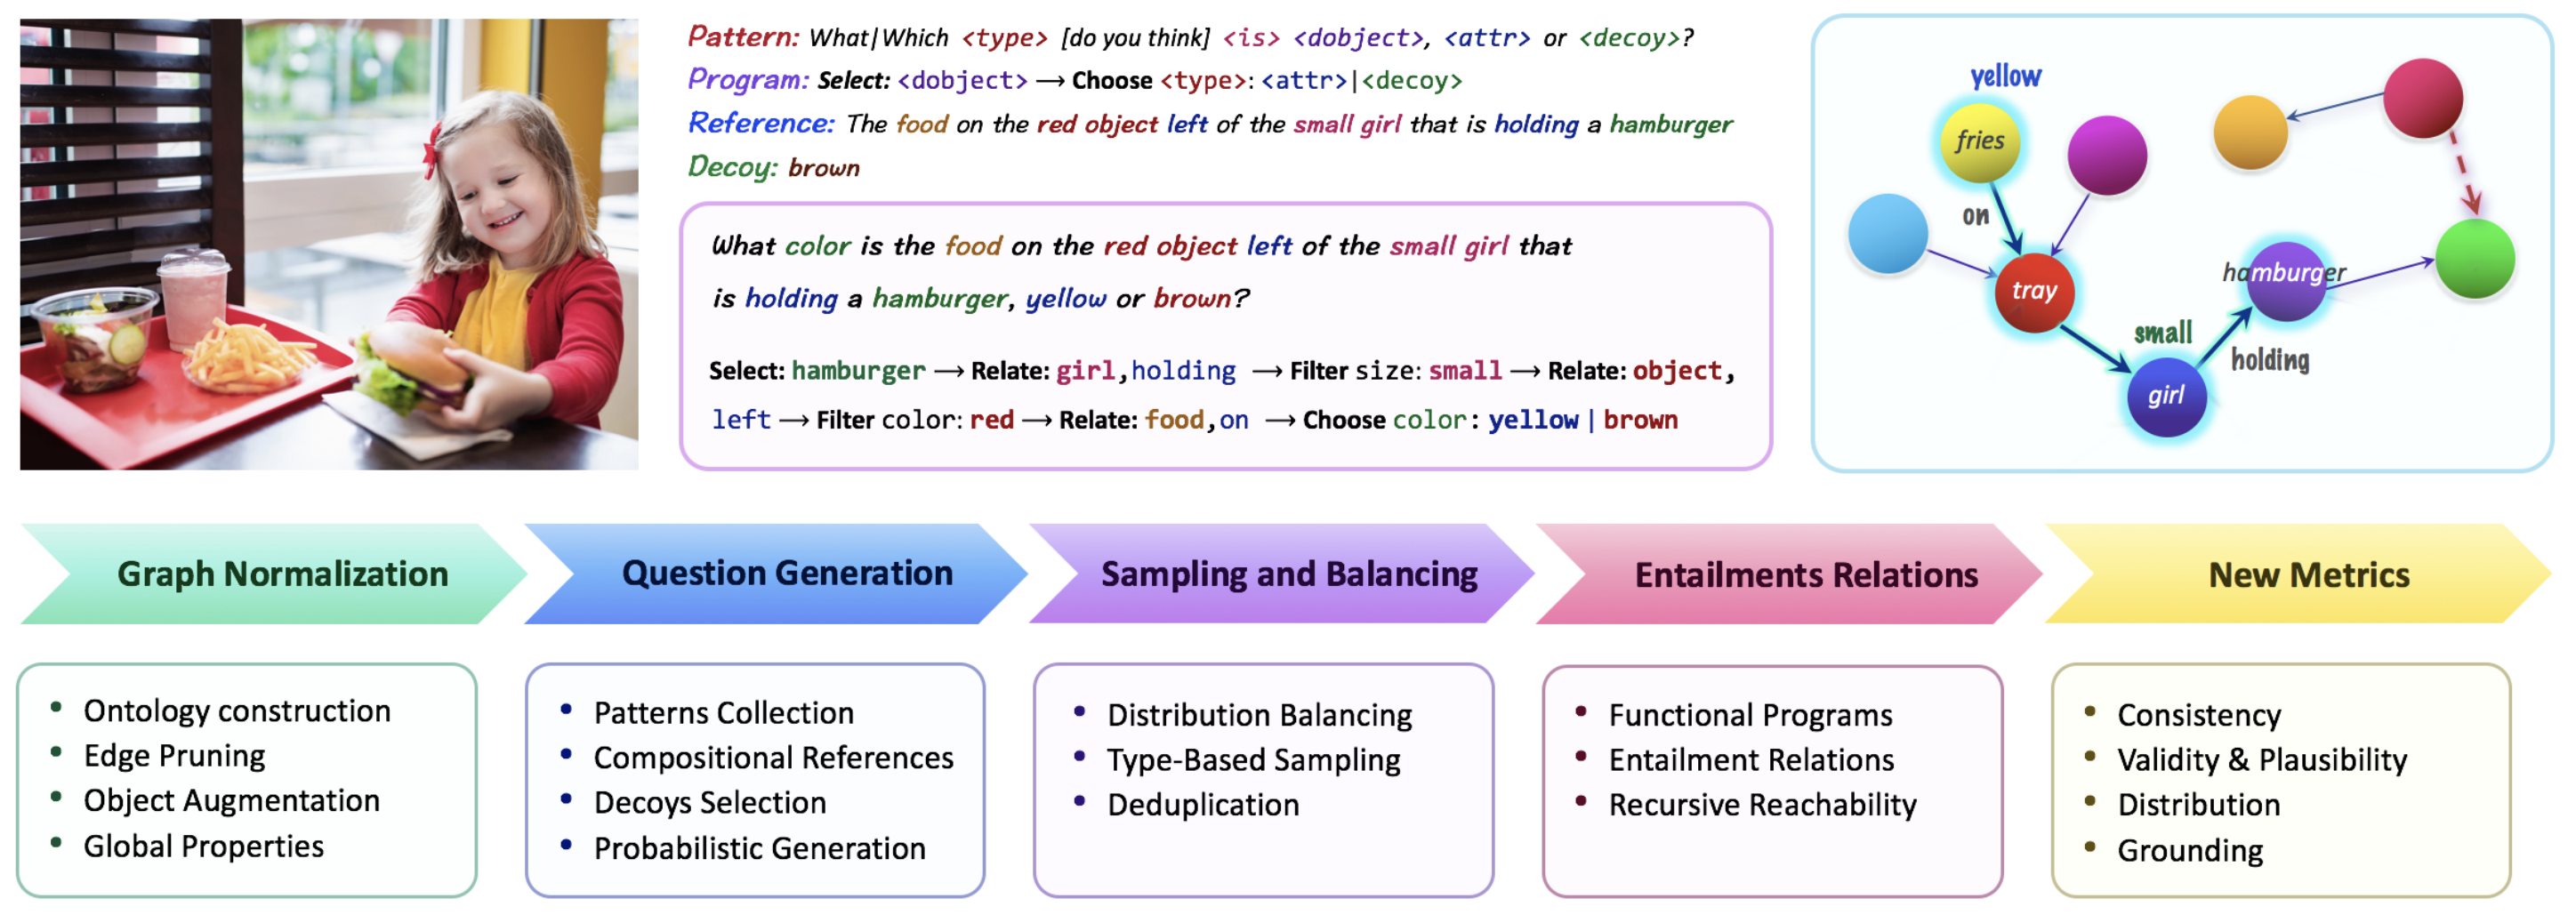 Pattern: What|Which <type> [do you think] <is> <dobject>, <attr> or <decoy>?
Program: Select: <dobject> → Choose <type>: <attr>|<decoy>
Reference: The food on the red object left of the small girl that is holding a hamburger
Decoy: brown
What color is the food on the red object left of the small girl that
is holding a hamburger, yellow or brown?
Select: hamburger → Relate: girl,holding → Filter size: small → Relate: object,
left → Filter color: red → Relate: food,on → Choose color: yellow | brown
yellow
fries
on
tray
small
girl
hamburger
holding
Graph Normalization
Question Generation
Sampling and Balancing
Entailments Relations
New Metrics
• Ontology construction
• Edge Pruning
• Object Augmentation
• Global Properties
• Patterns Collection
• Compositional References
• Decoys Selection
• Probabilistic Generation
• Distribution Balancing
• Type-Based Sampling
• Deduplication
• Functional Programs
• Entailment Relations
• Recursive Reachability
• Consistency
• Validity & Plausibility
• Distribution
• Grounding